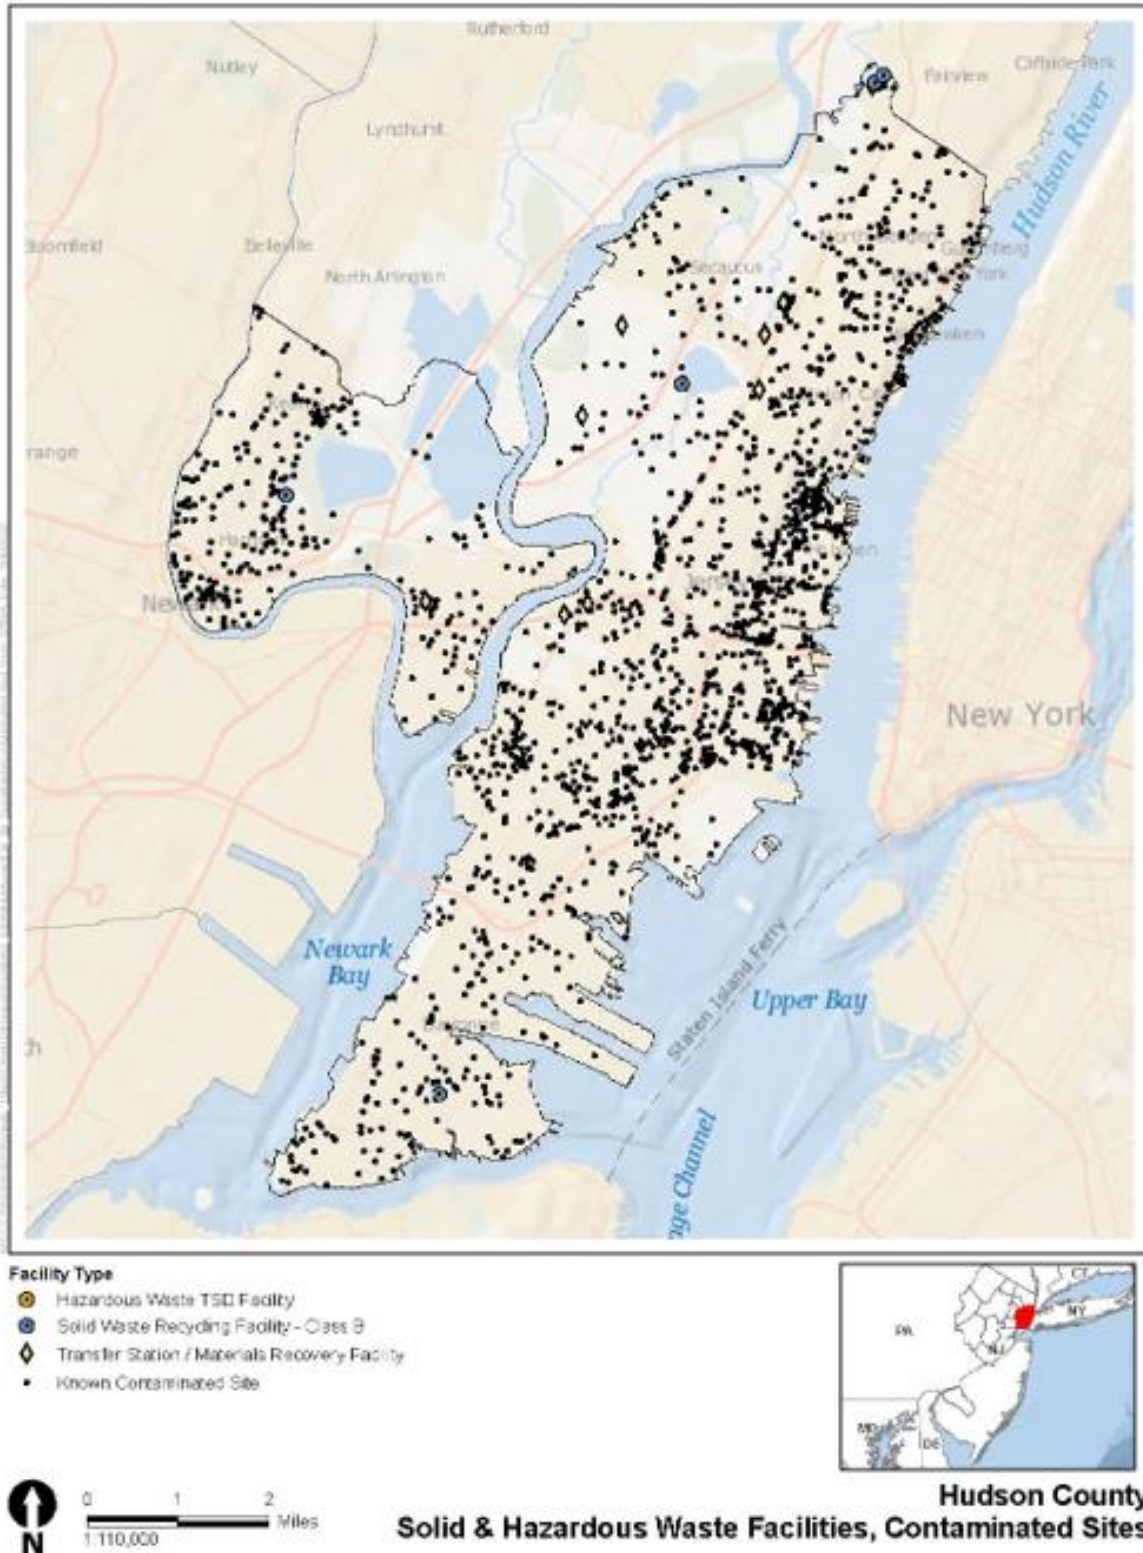 Rutherford
Nutley
Cliffside Park
Fairview
Lyndhurst
Hudson River
Belleville
North Arlington
Secaucus
range
Newark
New York
Newark
Bay
Staten Island Ferry
Upper Bay
nge Channel
Facility Type
Hazardous Waste TSD Facility
Solid Waste Recycling Facility - Class B
Transfer Station / Materials Recovery Facility
Known Contaminated Site
CT
NY
PA
NJ
DE
0 1 2
Miles
1:110,000
N
Hudson County
Solid & Hazardous Waste Facilities, Contaminated Sites